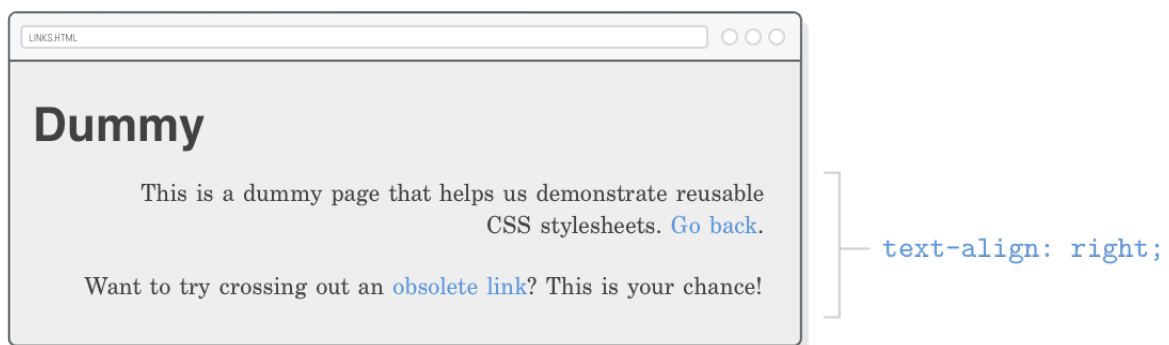 LINKS.HTML
Dummy
This is a dummy page that helps us demonstrate reusable
CSS stylesheets. Go back.
Want to try crossing out an obsolete link? This is your chance!
text-align: right;